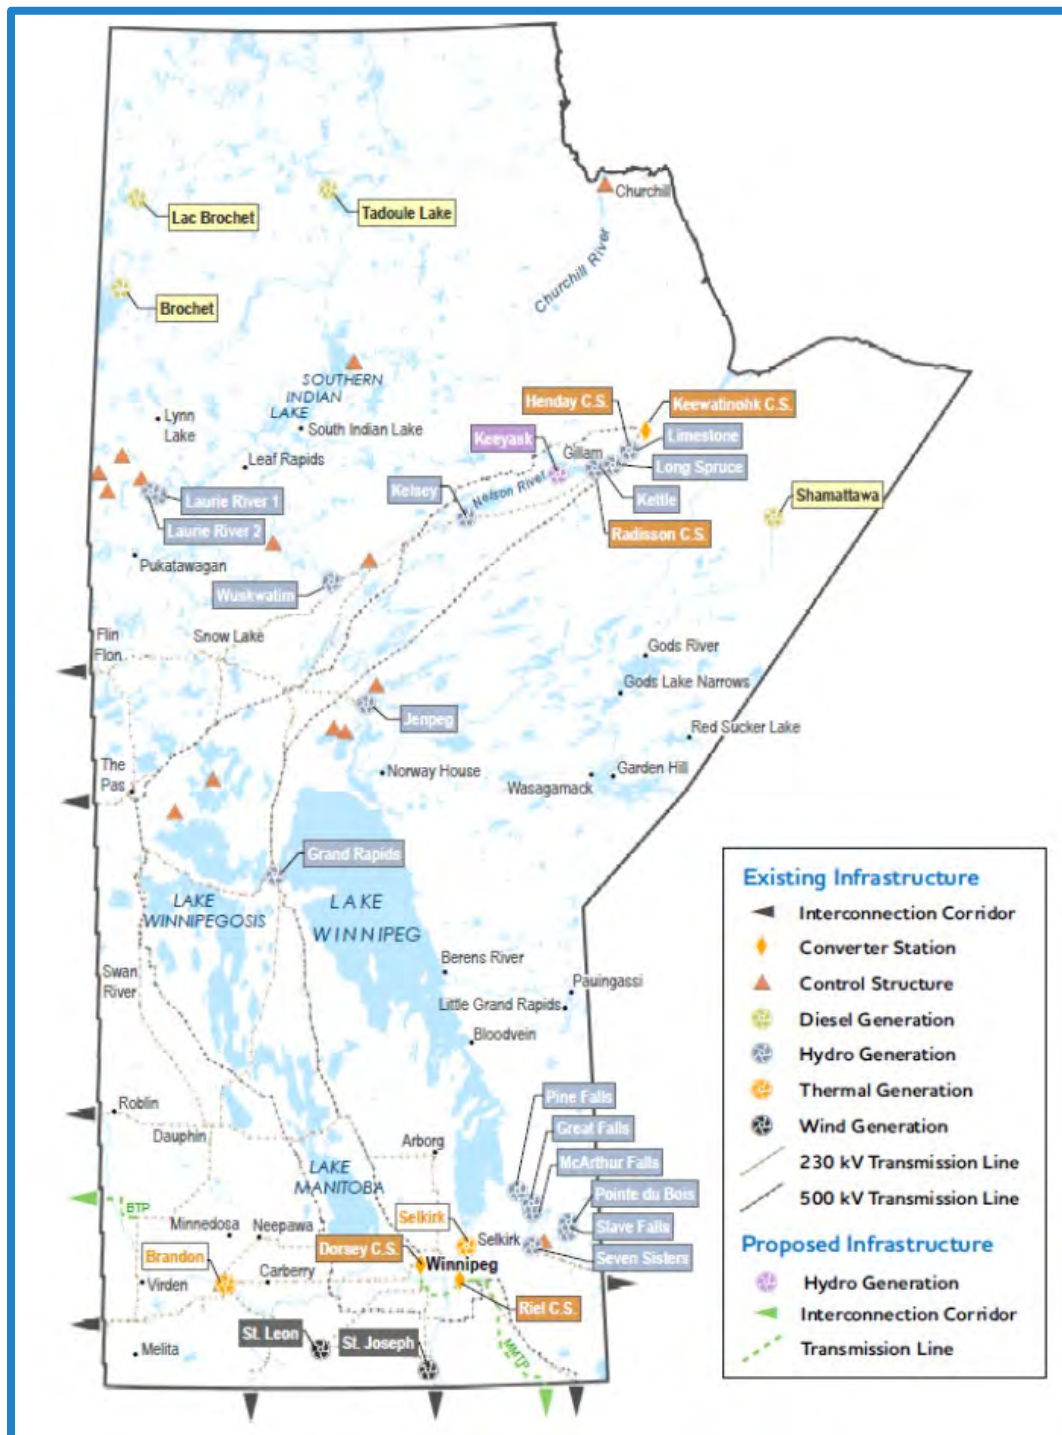 Churchill
Lac Brochet
Tadoule Lake
Churchill River
Brochet
SOUTHERN
INDIAN
LAKE
Henday C.S.
Keewatinohk C.S.
Lynn
Lake
South Indian Lake
Keeyask
Limestone
Gillam
Leaf Rapids
Long Spruce
Kelsey
Nelson River
Kettle
Shamattawa
Laurie River 1
Laurie River 2
Radisson C.S.
Pukatawagan
Wuskwatim
Flin
Flon
Snow Lake
Gods River
Gods Lake Narrows
Jenpeg
Red Sucker Lake
The
Pas
Norway House
Garden Hill
Wasagamack
Grand Rapids
LAKE
WINNIPEGOSIS
LAKE
WINNIPEG
Swan
River
Berens River
Pauingassi
Little Grand Rapids
Bloodvein
Roblin
Pine Falls
Dauphin
Arborg
Great Falls
McArthur Falls
LAKE
MANITOBA
Pointe du Bois
BTP
Selkirk
Minnedosa
Neepawa
Slave Falls
Selkirk
Dorsey C.S.
Brandon
Winnipeg
Seven Sisters
Virden
Carberry
Riel C.S.
St. Leon
St. Joseph
Melita
MMTP
Existing Infrastructure
Interconnection Corridor
Converter Station
Control Structure
Diesel Generation
Hydro Generation
Thermal Generation
Wind Generation
230 kV Transmission Line
500 kV Transmission Line
Proposed Infrastructure
Hydro Generation
Interconnection Corridor
Transmission Line